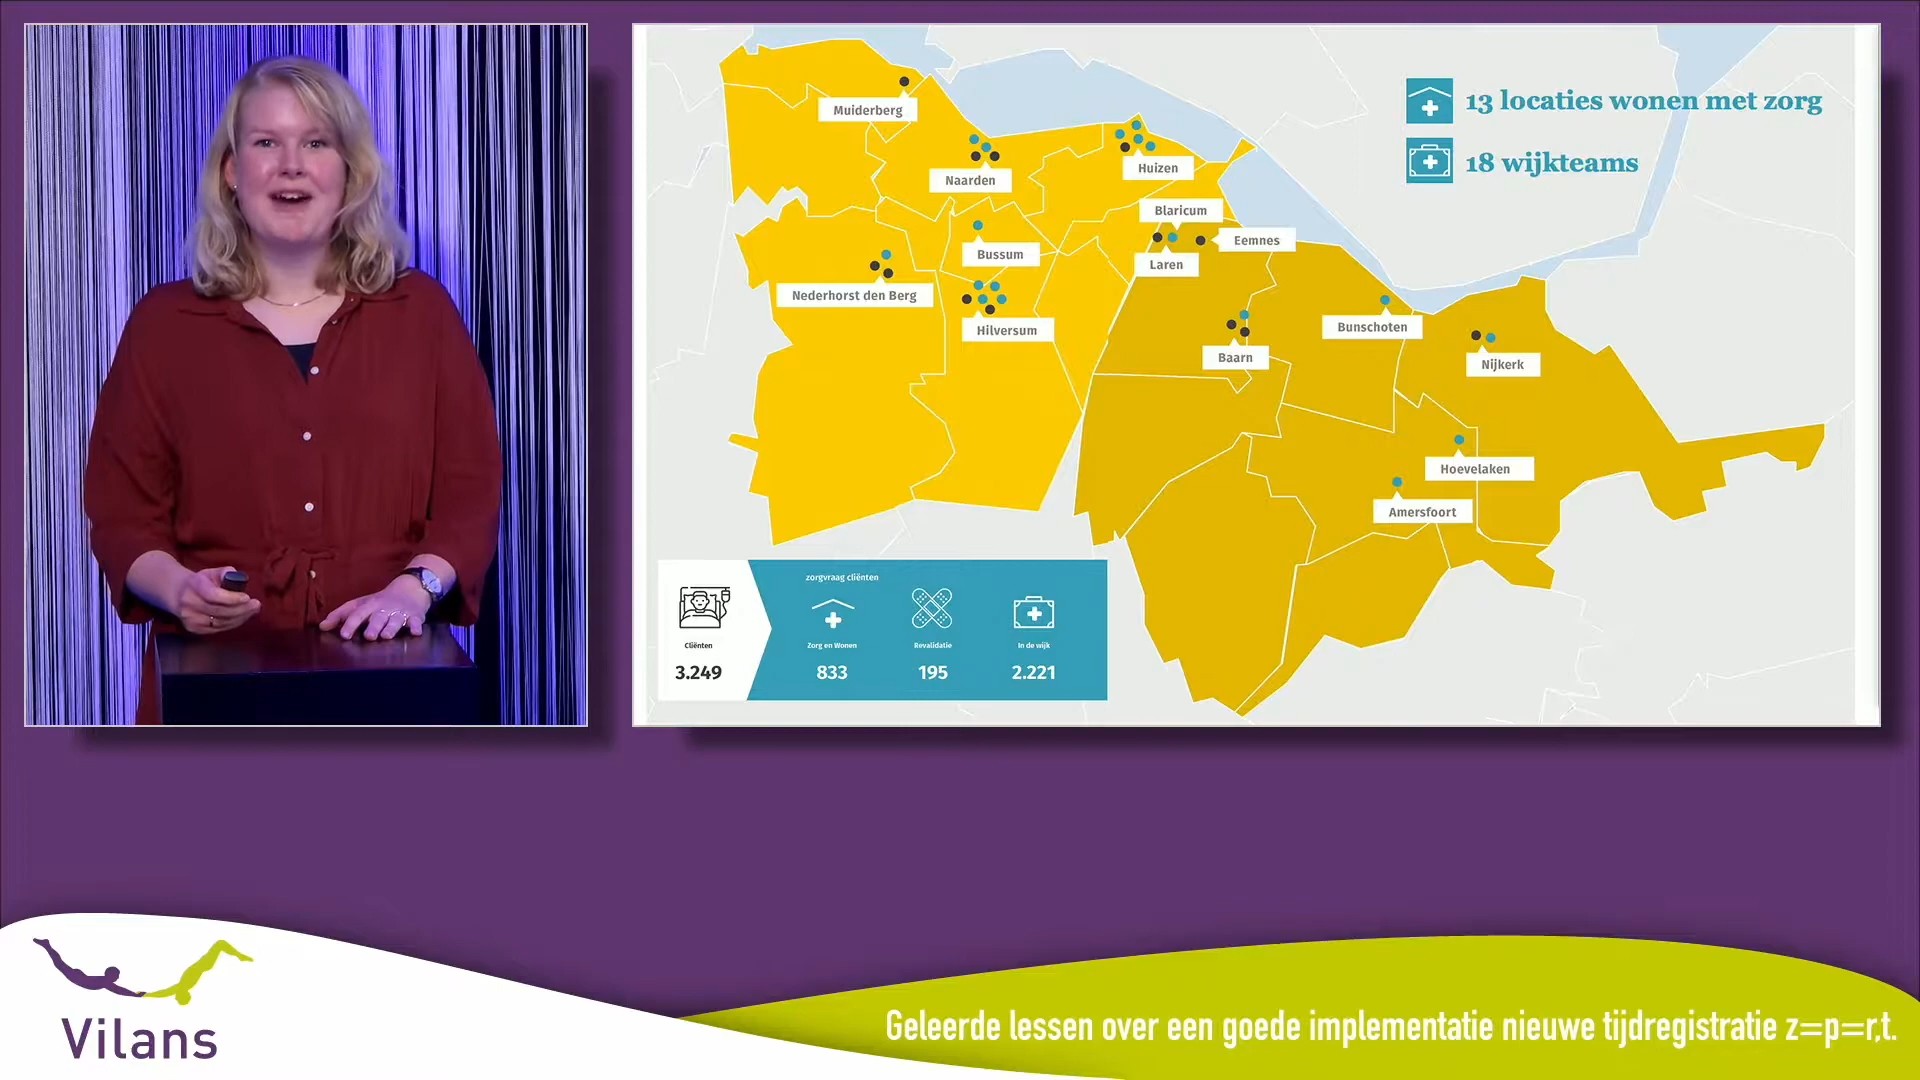 13 locaties wonen met zorg
18 wijkteams
Muiderberg
Naarden
Huizen
Blaricum
Eemnes
Laren
Bussum
Nederhorst den Berg
Hilversum
Baarn
Bunschoten
Nijkerk
Hoevelaken
Amersfoort
zorgvraag cliënten
Cliënten
3.249
Zorg en Wonen
833
Revalidatie
195
In de wijk
2.221
Vilans
Geleerde lessen over een goede implementatie nieuwe tijdregistratie z=p=r,t.